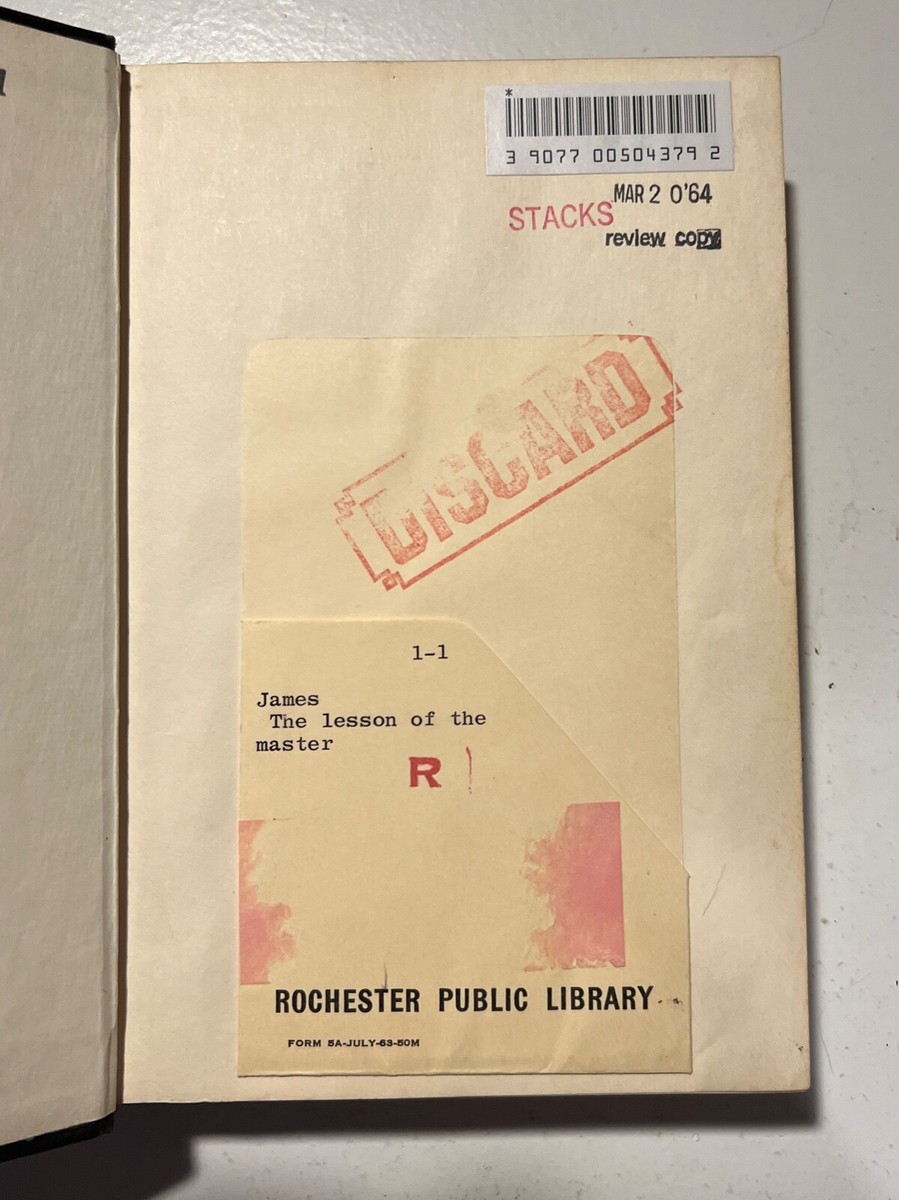 *
3 9077 00504379 2
MAR 2 0'64
STACKS
review copy
DISCARD
1-1
James
The lesson of the
master
R
ROCHESTER PUBLIC LIBRARY
FORM 5A-JULY-63-50M